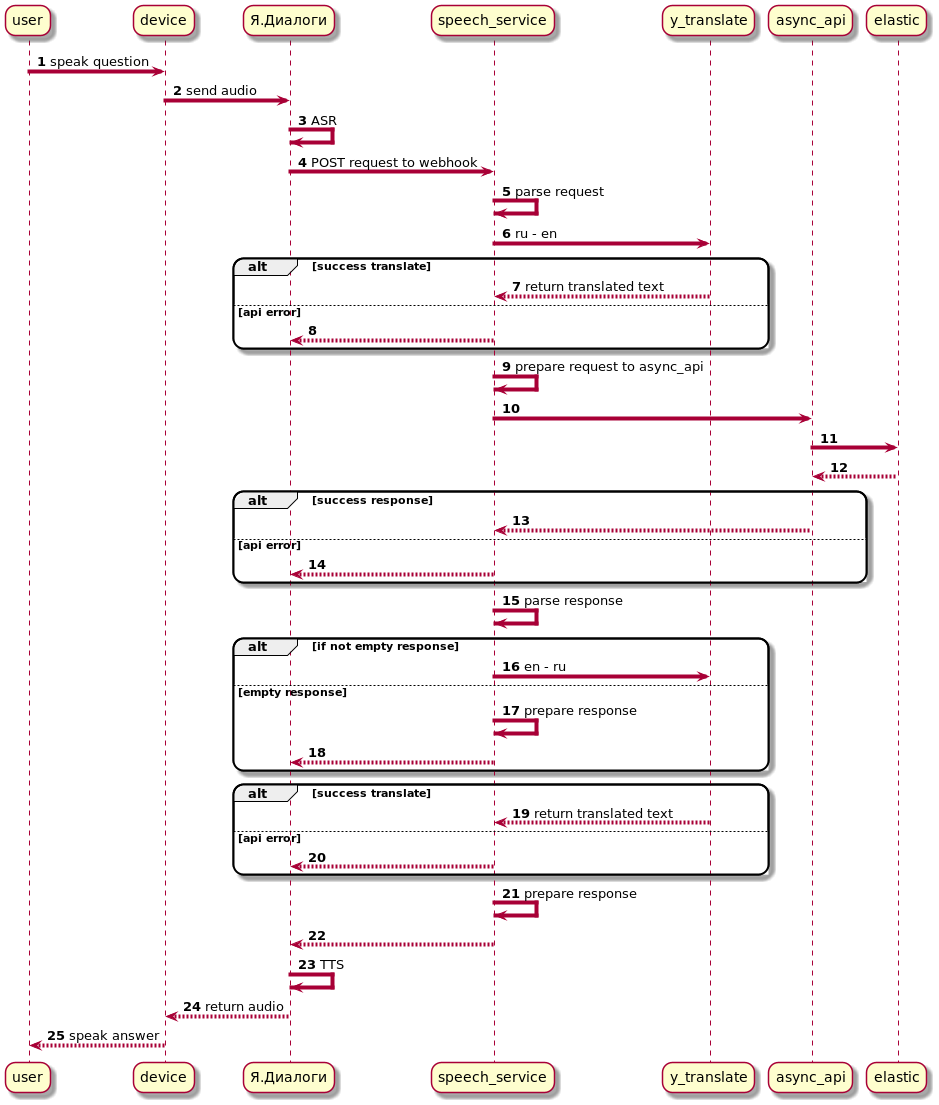 user device Я.Диалоги speech_service y_translate async_api elastic
1 speak question
2 send audio
3 ASR
4 POST request to webhook
5 parse request
6 ru - en
alt [success translate]
7 return translated text
[api error]
8
9 prepare request to async_api
10
11
12
alt [success response]
13
[api error]
14
15 parse response
alt [if not empty response]
16 en - ru
[empty response]
17 prepare response
18
alt [success translate]
19 return translated text
[api error]
20
21 prepare response
22
23 TTS
24 return audio
25 speak answer
user device Я.Диалоги speech_service y_translate async_api elastic